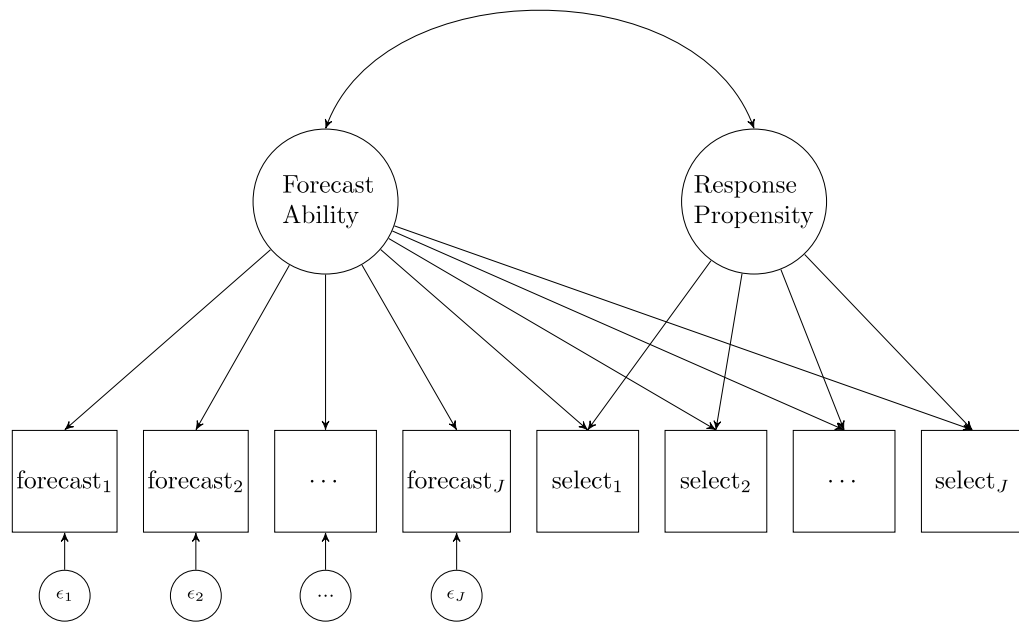 Forecast
Ability
Response
Propensity
forecast₁
forecast₂
...
forecast_J
select₁
select₂
...
select_J
ϵ₁
ϵ₂
...
ϵ_J